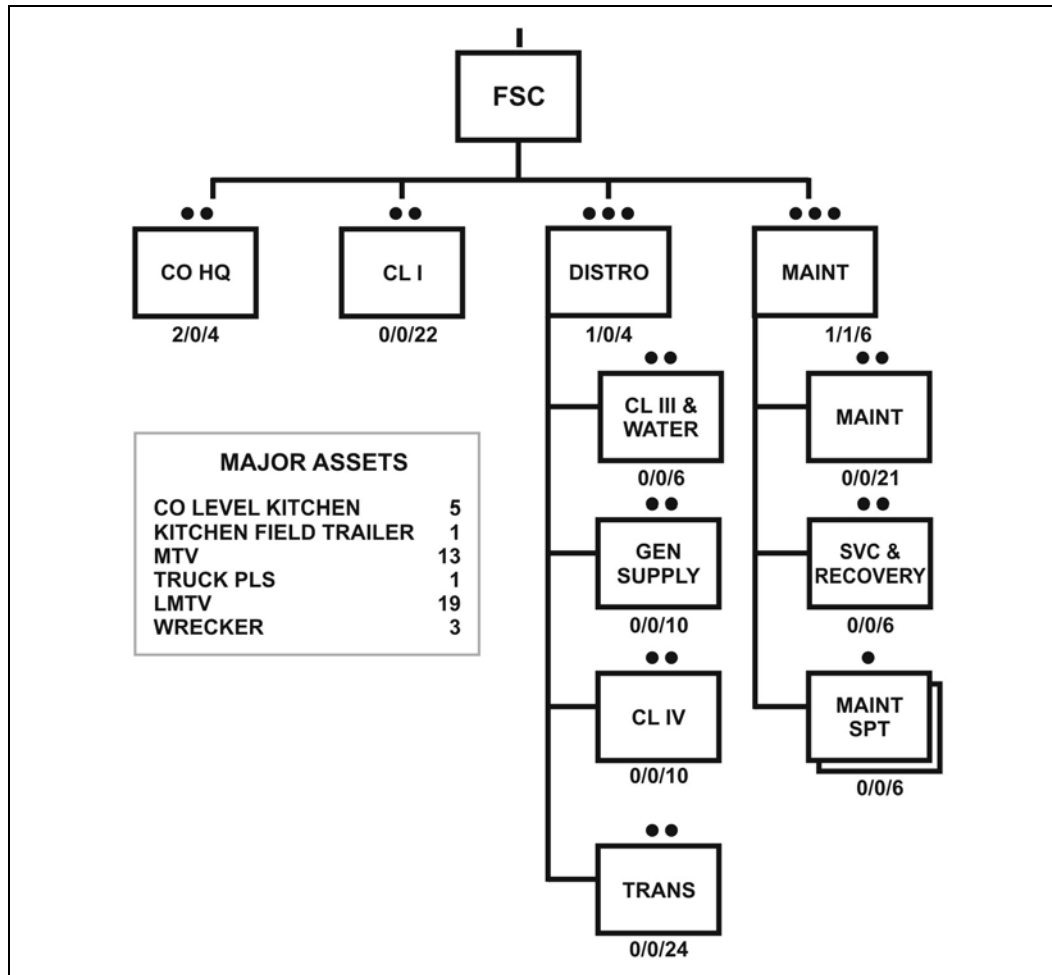 FSC
CO HQ
2/0/4
CL I
0/0/22
DISTRO
1/0/4
MAINT
1/1/6
CL III &
WATER
0/0/6
GEN
SUPPLY
0/0/10
CL IV
0/0/10
TRANS
0/0/24
MAINT
0/0/21
SVC &
RECOVERY
0/0/6
MAINT
SPT
0/0/6
MAJOR ASSETS
CO LEVEL KITCHEN 5
KITCHEN FIELD TRAILER 1
MTV 13
TRUCK PLS 1
LMTV 19
WRECKER 3